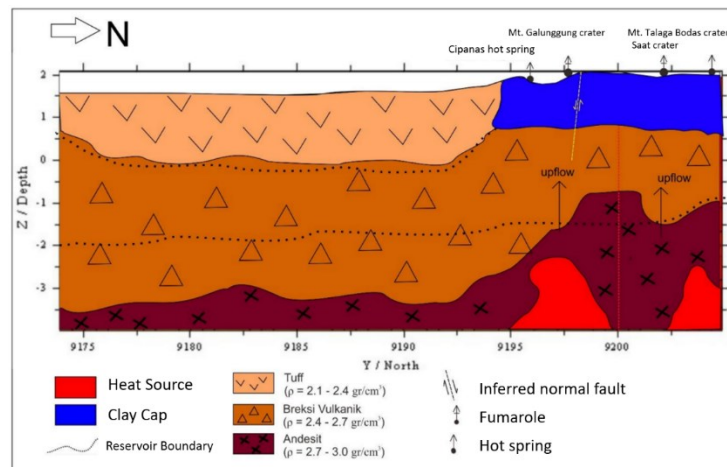 N
Mt. Galunggung crater
Mt. Talaga Bodas crater
Cipanas hot spring
Saat crater
2
1
0
-1
-2
-3
Z / Depth
upflow
upflow
9175
9180
9185
9190
9195
9200
Y / North
Heat Source
Clay Cap
Reservoir Boundary
Tuff
(ρ = 2.1 - 2.4 gr/cm³)
Breksi Vulkanik
(ρ = 2.4 - 2.7 gr/cm³)
Andesit
(ρ = 2.7 - 3.0 gr/cm³)
Inferred normal fault
Fumarole
Hot spring